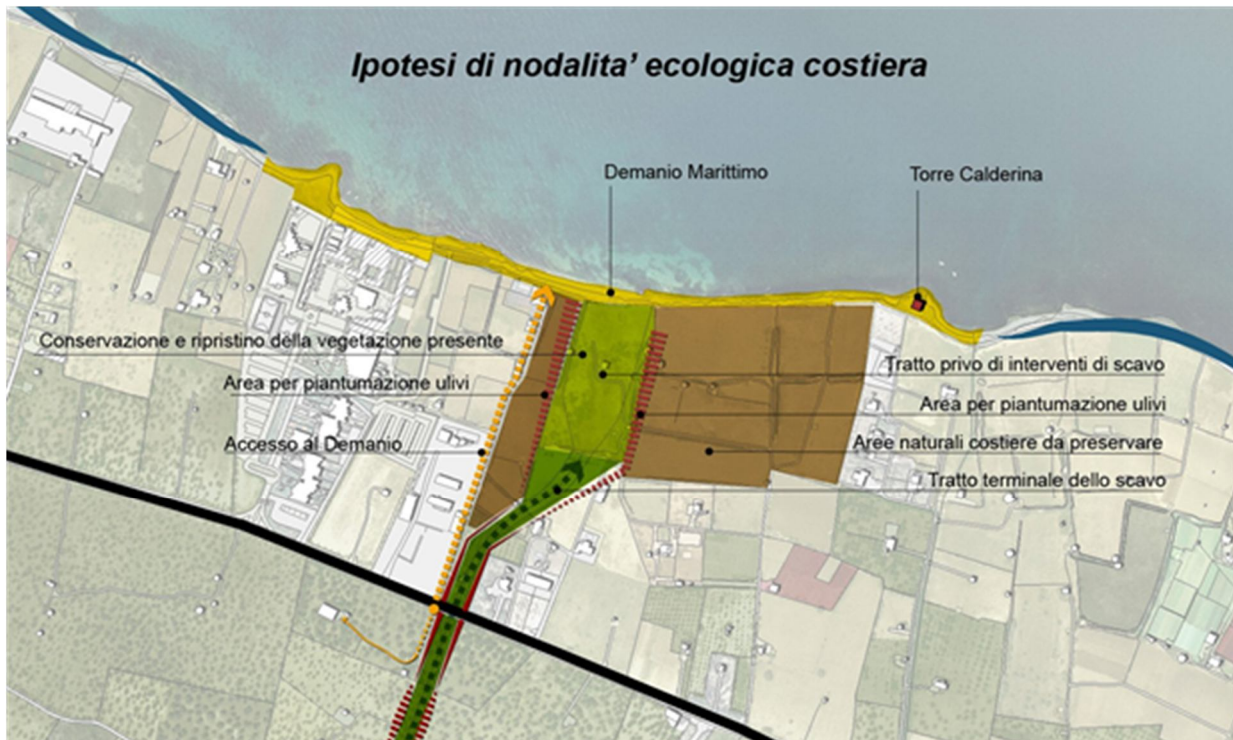 Ipotesi di nodalita' ecologica costiera
Demanio Marittimo
Torre Calderina
Conservazione e ripristino della vegetazione presente
Area per piantumazione ulivi
Accesso al Demanio
Tratto privo di interventi di scavo
Area per piantumazione ulivi
Aree naturali costiere da preservare
Tratto terminale dello scavo